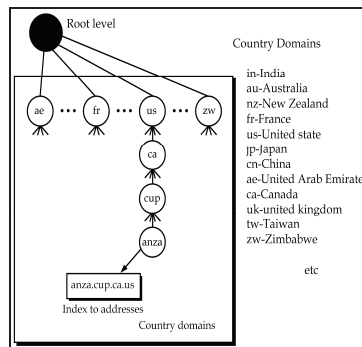 Root level
Country Domains
ae ... fr ... us ... zw
ca
cup
anza
anza.cup.ca.us
Index to addresses
Country domains
in-India
au-Australia
nz-New Zealand
fr-France
us-United state
jp-Japan
cn-China
ae-United Arab Emirate
ca-Canada
uk-united kingdom
tw-Taiwan
zw-Zimbabwe
etc